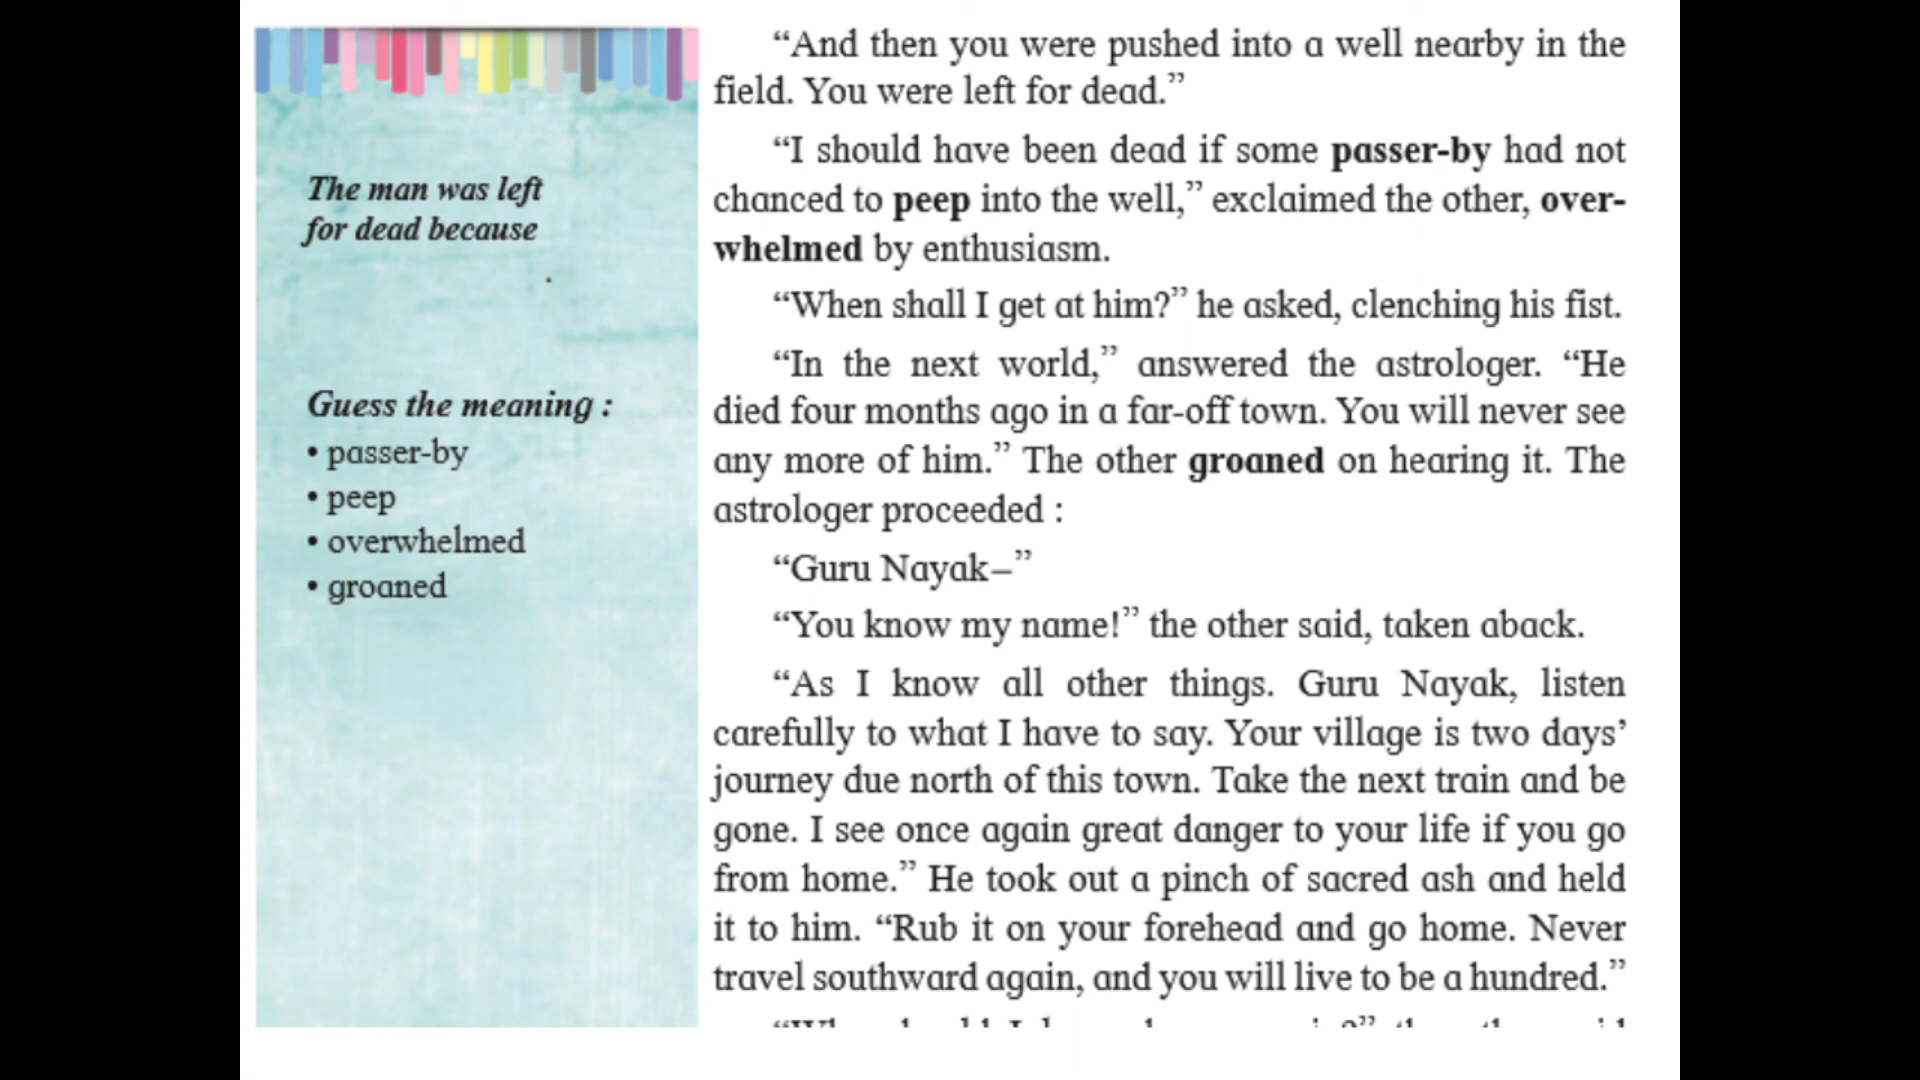 The man was left
for dead because
.
Guess the meaning :
• passer-by
• peep
• overwhelmed
• groaned
“And then you were pushed into a well nearby in the
field. You were left for dead.”
“I should have been dead if some passer-by had not
chanced to peep into the well,” exclaimed the other, over-
whelmed by enthusiasm.
“When shall I get at him?” he asked, clenching his fist.
“In the next world,” answered the astrologer. “He
died four months ago in a far-off town. You will never see
any more of him.” The other groaned on hearing it. The
astrologer proceeded :
“Guru Nayak–”
“You know my name!” the other said, taken aback.
“As I know all other things. Guru Nayak, listen
carefully to what I have to say. Your village is two days’
journey due north of this town. Take the next train and be
gone. I see once again great danger to your life if you go
from home.” He took out a pinch of sacred ash and held
it to him. “Rub it on your forehead and go home. Never
travel southward again, and you will live to be a hundred.”